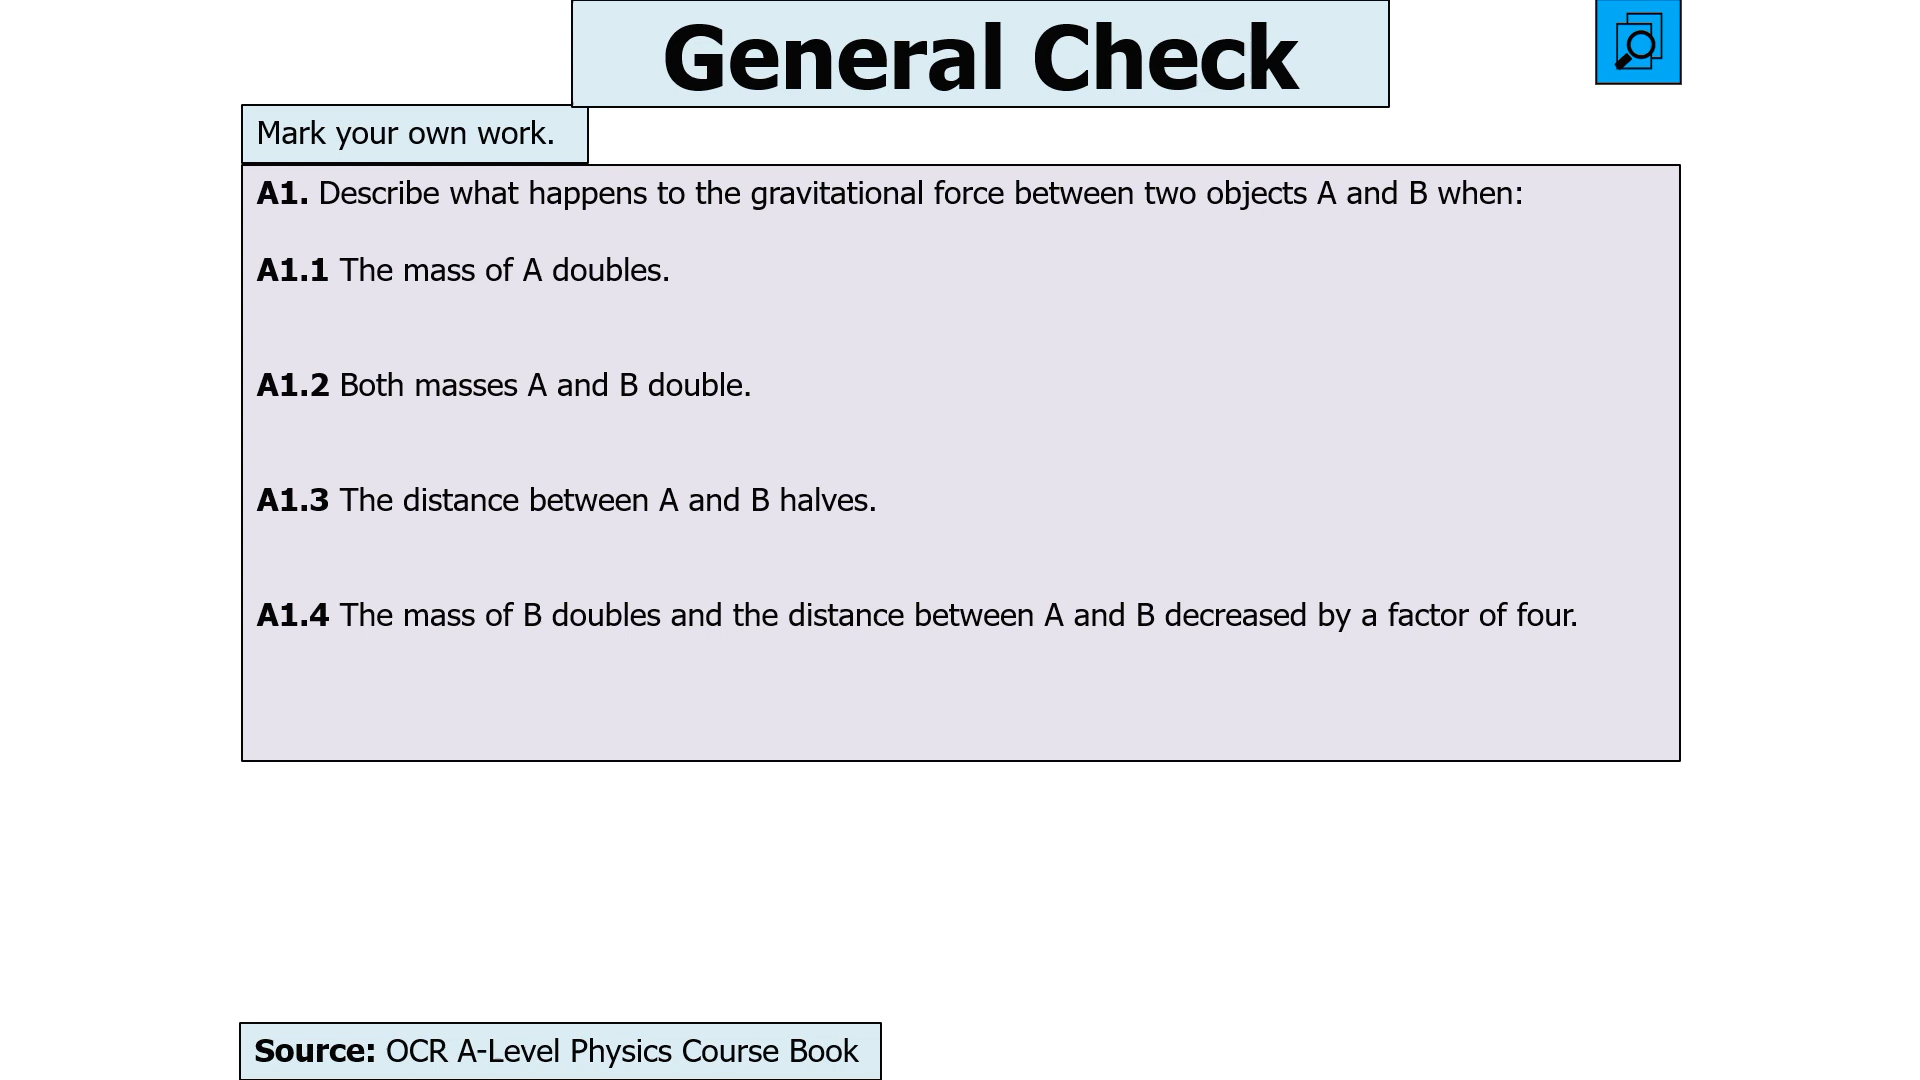 General Check
Mark your own work.
A1. Describe what happens to the gravitational force between two objects A and B when:
A1.1 The mass of A doubles.
A1.2 Both masses A and B double.
A1.3 The distance between A and B halves.
A1.4 The mass of B doubles and the distance between A and B decreased by a factor of four.
Source: OCR A-Level Physics Course Book